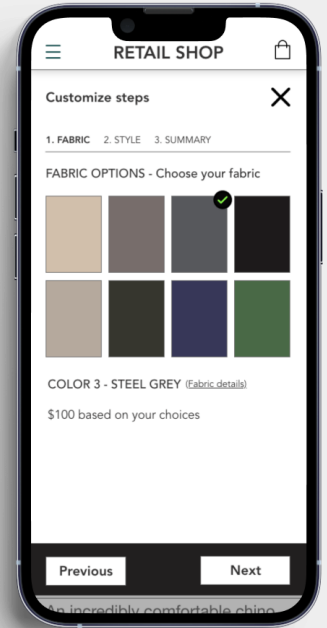 RETAIL SHOP
Customize steps
1. FABRIC 2. STYLE 3. SUMMARY
FABRIC OPTIONS - Choose your fabric
COLOR 3 - STEEL GREY (Fabric details)
$100 based on your choices
Previous Next
An incredibly comfortable chino